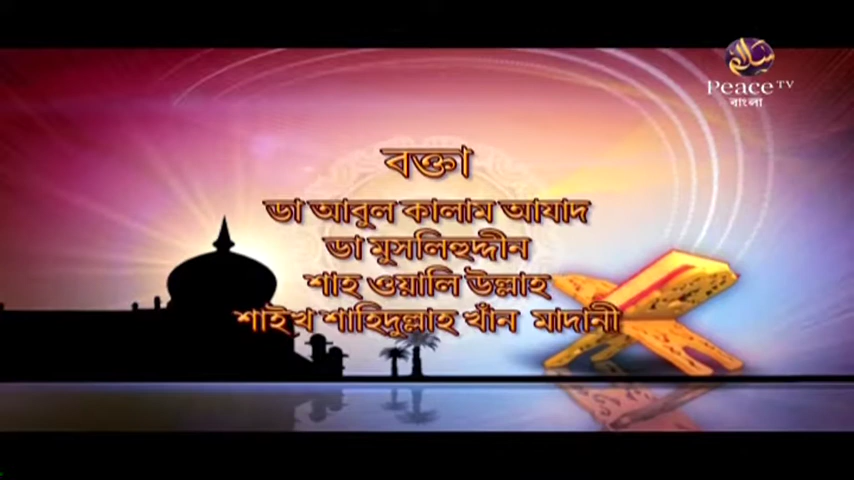 Peace TV
বাংলা
বক্তা
ডা আবুল কালাম আযাদ
ডা মুসলিহুদ্দীন
শাহ ওয়ালি উল্লাহ
শাইখ শাহিদুল্লাহ খাঁন মাদানী